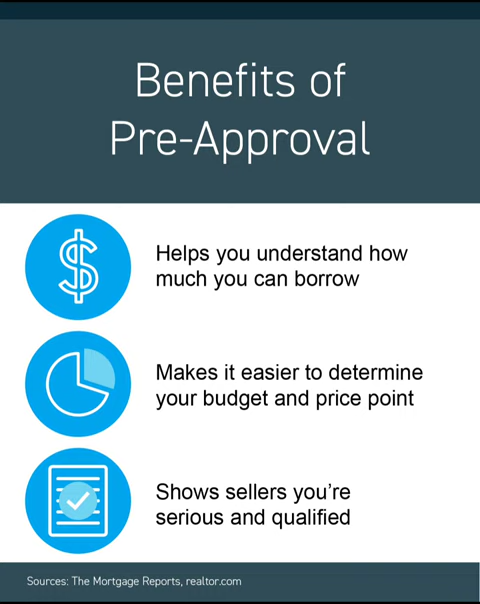 Benefits of
Pre-Approval
Helps you understand how
much you can borrow
Makes it easier to determine
your budget and price point
Shows sellers you’re
serious and qualified
Sources: The Mortgage Reports, realtor.com